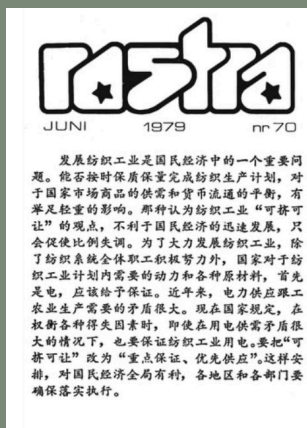 rastra
JUNI 1979 nr 70
发展纺织工业是国民经济中的一个重要问
题。能否按时保质保量完成纺织生产计划，对
于国家市场商品的供需和货币流通的平衡，有
举足轻重的影响。那种认为纺织工业“可挤可
让”的观点，不利于国民经济的迅速发展，只
会促使比例失调。为了大力发展纺织工业，除
了纺织系统全体职工积极努力外，国家对于纺
织工业计划内需要的动力和各种原材料，首先
是电，应该给予保证。近年来，电力供应跟工
农业生产需要的矛盾很大。现在国家规定，在
权衡各种得失因素时，即使在用电供需矛盾很
大的情况下，也要保证纺织工业用电。要把“可
挤可让”改为“重点保证、优先供应”。这样安
排，对国民经济全局有利，各地区和各部门要
确保落实执行。